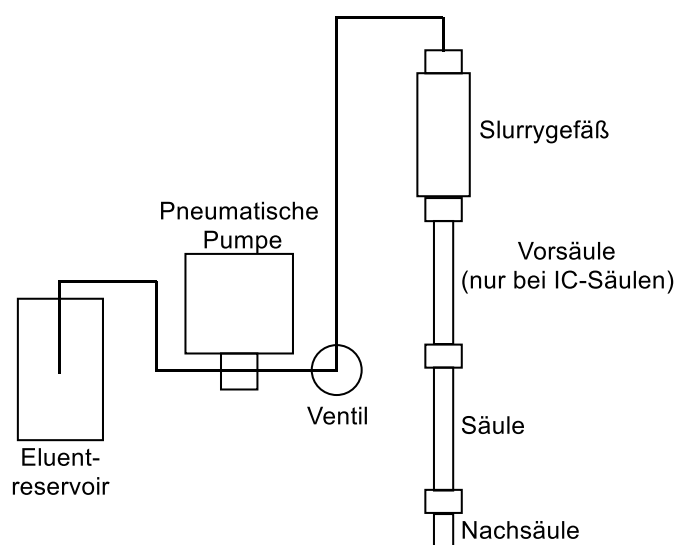 Slurrygefäß
Pneumatische
Pumpe
Vorsäule
(nur bei IC-Säulen)
Ventil
Säule
Eluent-
reservoir
Nachsäule